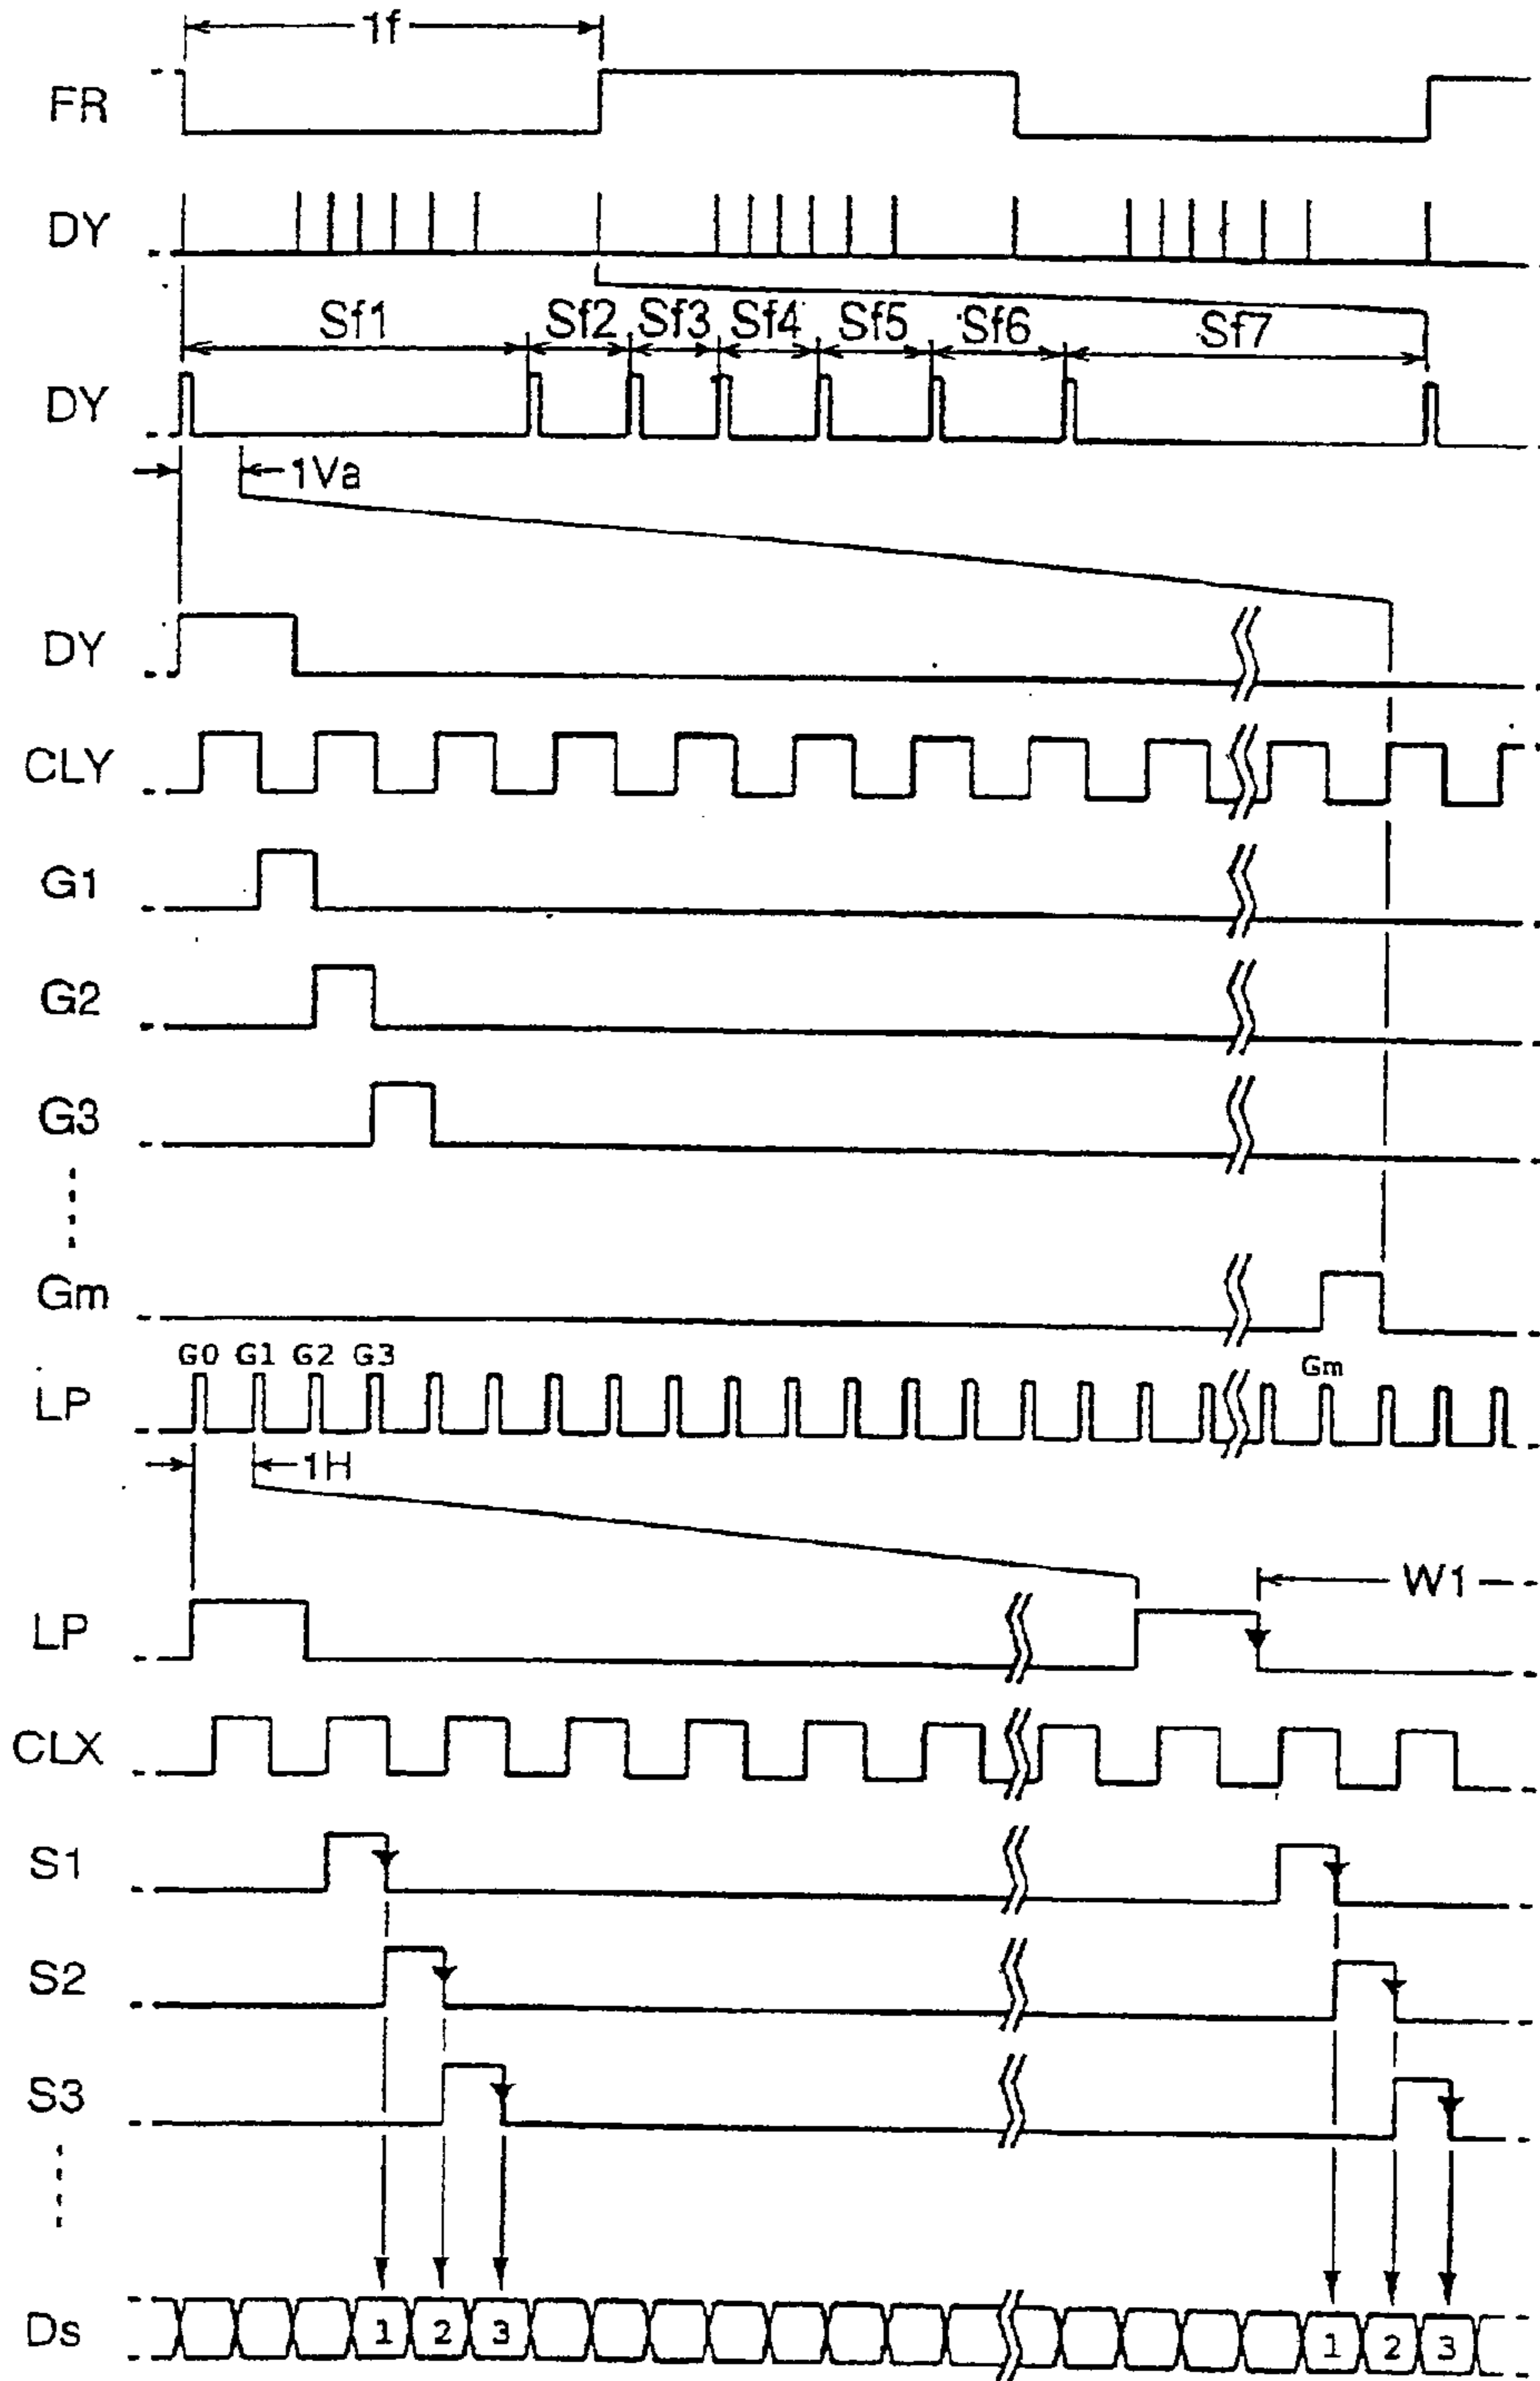 1f
FR
DY
Sf1 Sf2 Sf3 Sf4 Sf5 Sf6 Sf7
DY
1Va
DY
CLY
G1
G2
G3
Gm
G0 G1 G2 G3 Gm
LP
1H
W1
LP
CLX
S1
S2
S3
Ds 1 2 3 1 2 3